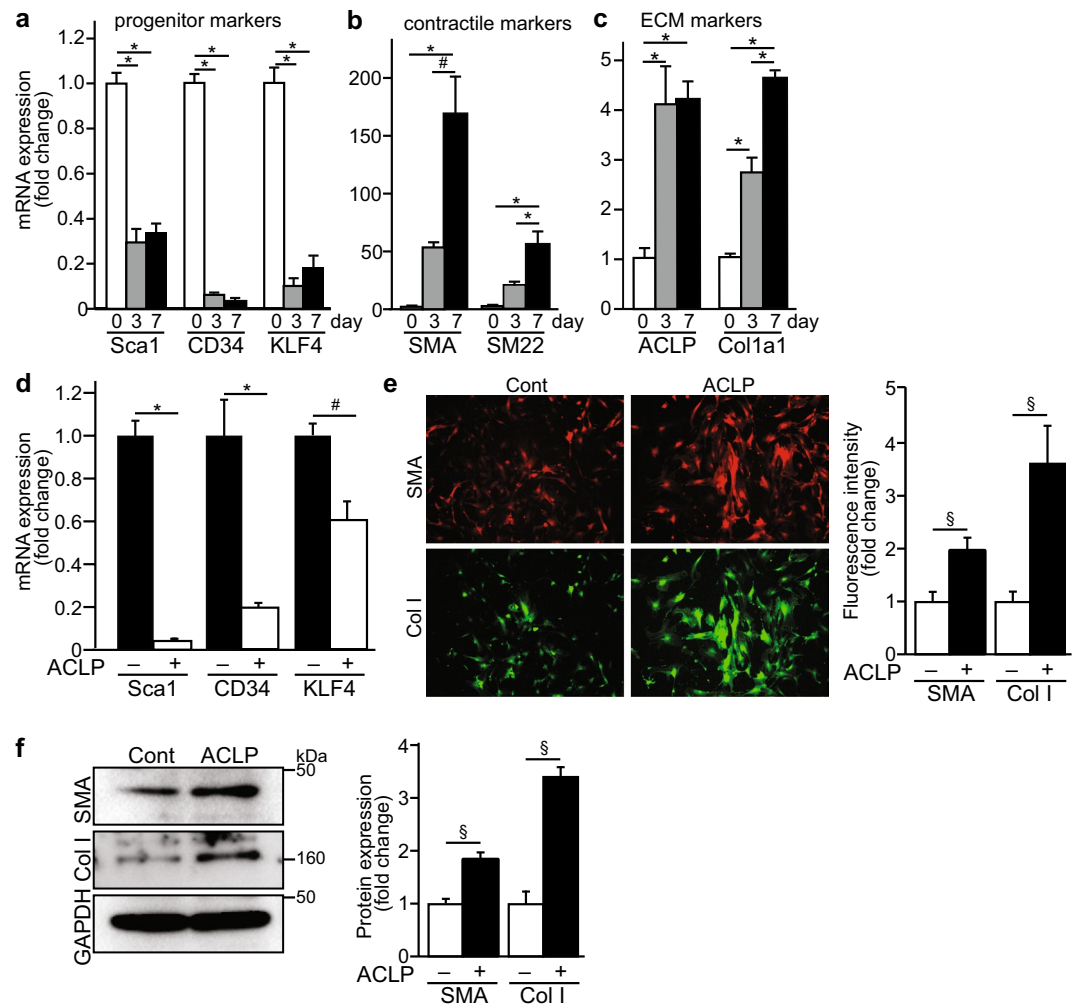 a
progenitor markers
mRNA expression
(fold change)
1.2
1.0
0.8
0.6
0.4
0.2
0
* * * * * *
0 3 7 0 3 7 0 3 7 day
Sca1 CD34 KLF4
b
contractile markers
200
150
100
50
0
* # * *
0 3 7 0 3 7 day
SMA SM22
c
ECM markers
5
4
3
2
1
0
* * * * *
0 3 7 0 3 7 day
ACLP Col1a1
d
mRNA expression
(fold change)
1.2
1.0
0.8
0.6
0.4
0.2
0
* * #
ACLP – + – + – +
Sca1 CD34 KLF4
e
Cont ACLP
SMA
Col I
Fluorescence intensity
(fold change)
5
4
3
2
1
0
§ §
ACLP – + – +
SMA Col I
f
Cont ACLP kDa
SMA
50
Col I
160
GAPDH
50
Protein expression
(fold change)
4
3
2
1
0
§ §
ACLP – + – +
SMA Col I